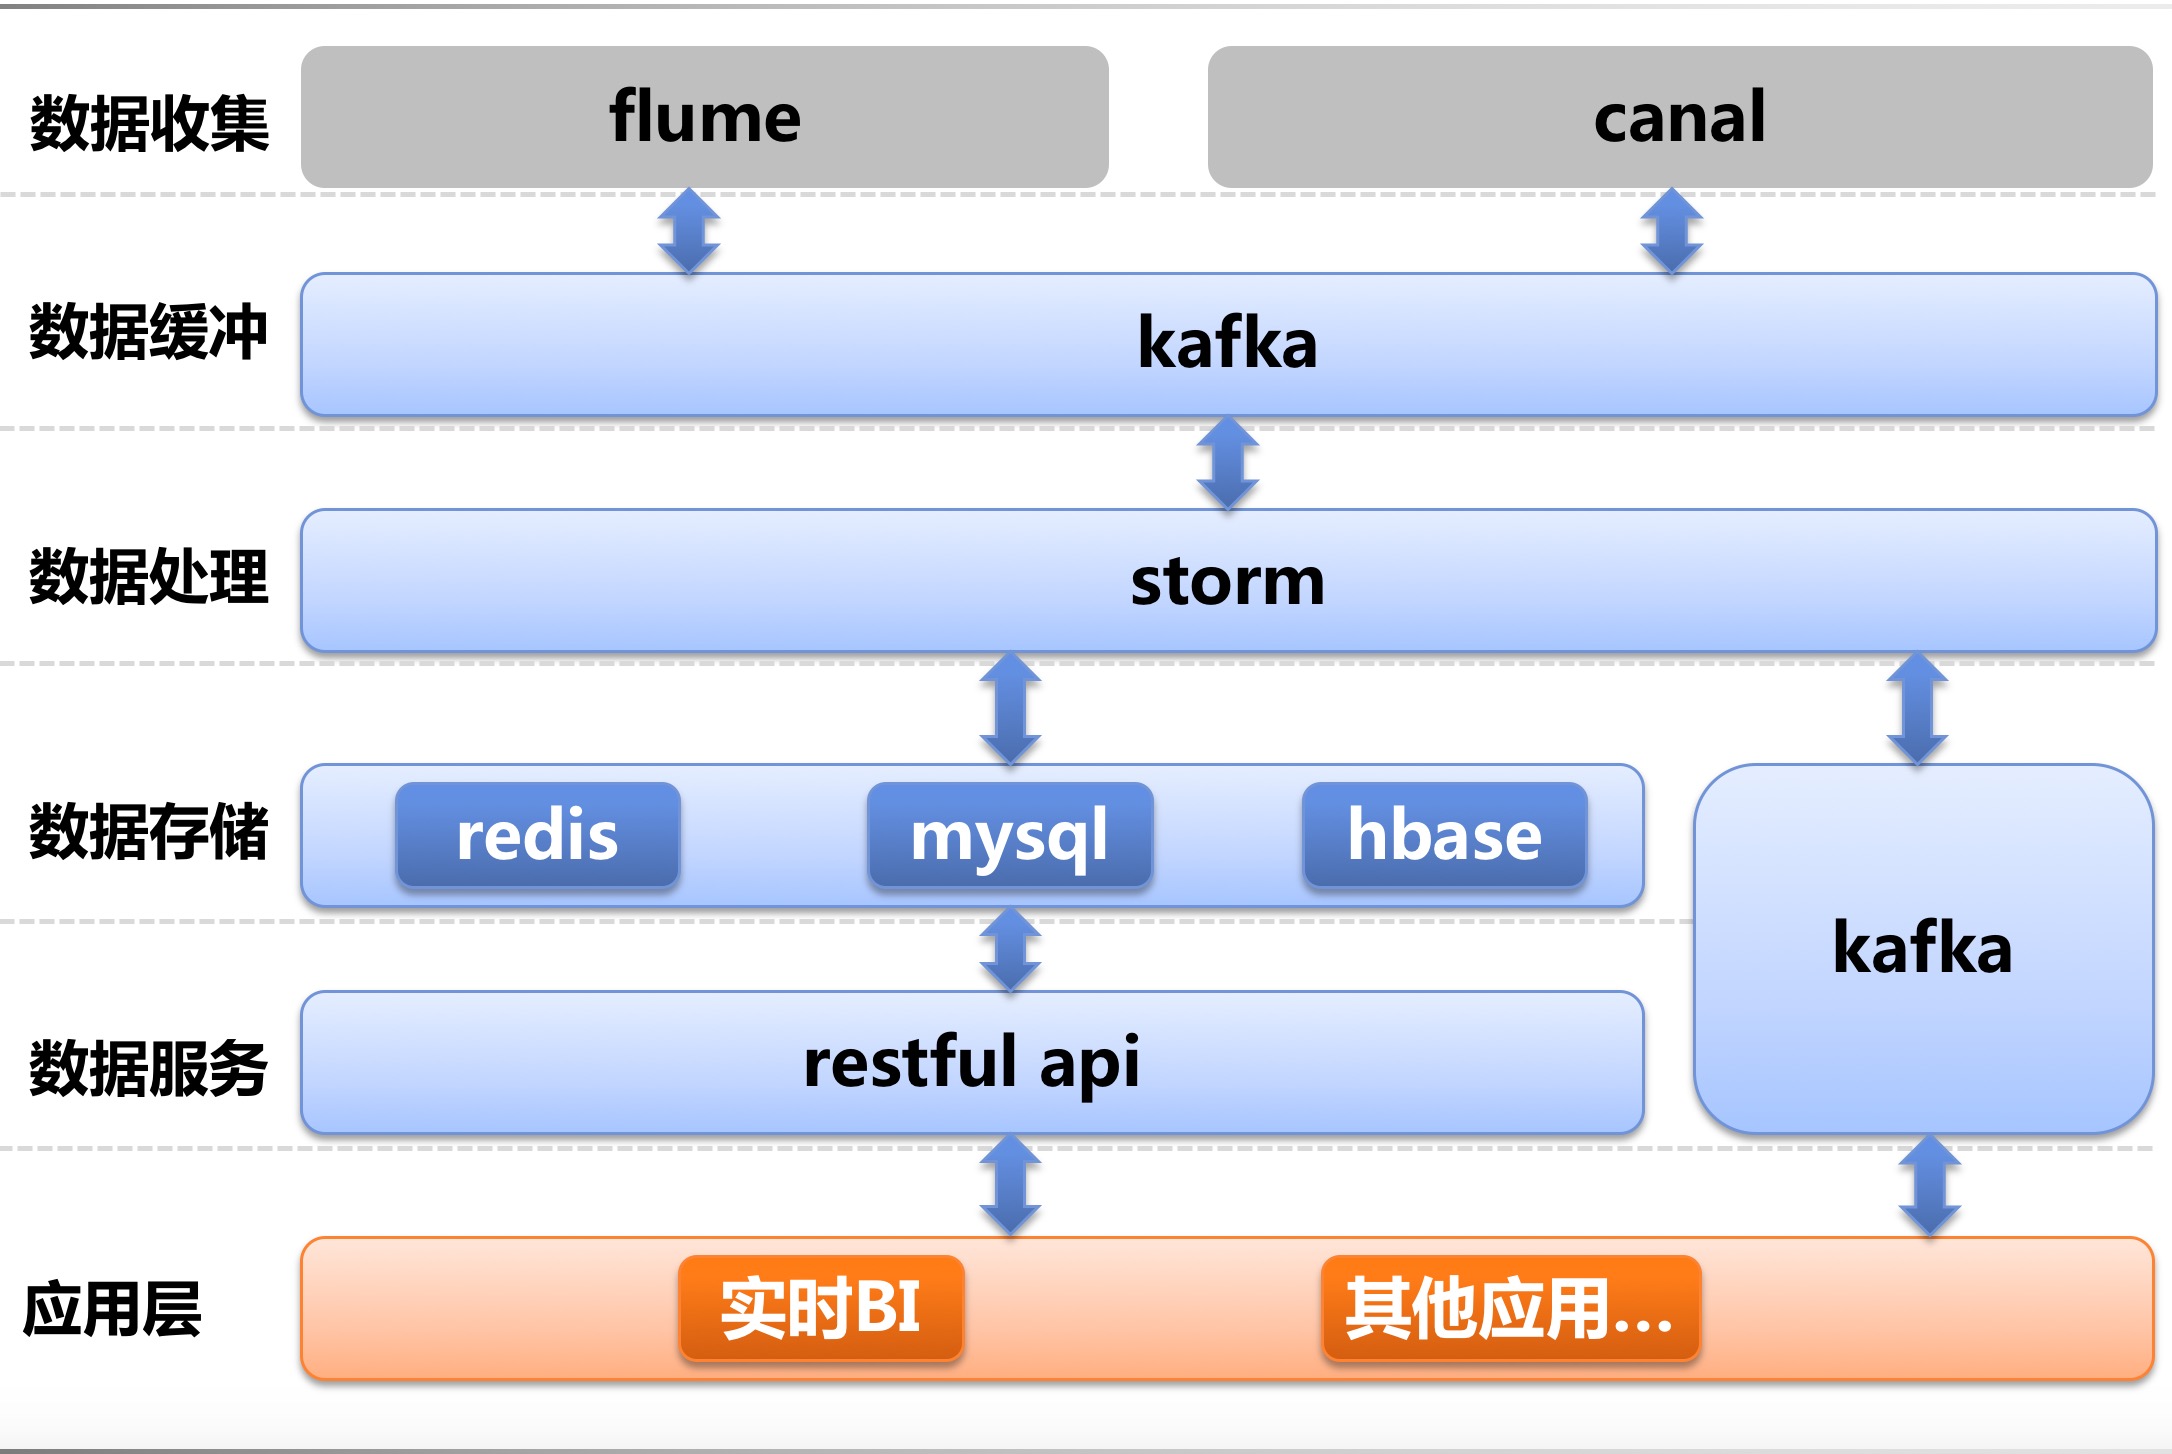 数据收集
flume
canal
数据缓冲
kafka
数据处理
storm
数据存储
redis
mysql
hbase
kafka
数据服务
restful api
应用层
实时BI
其他应用...